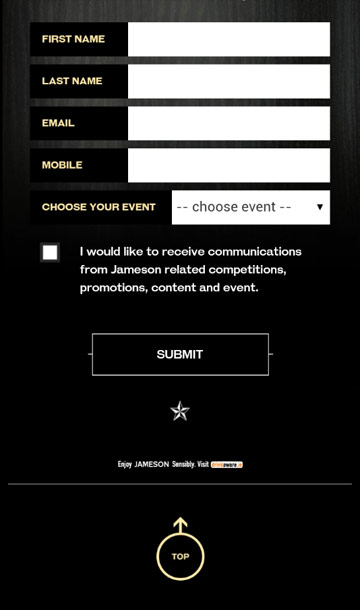 FIRST NAME
LAST NAME
EMAIL
MOBILE
CHOOSE YOUR EVENT -- choose event --
I would like to receive communications
from Jameson related competitions,
promotions, content and event.
SUBMIT
Enjoy JAMESON Sensibly. Visit drinkaware.ie
TOP